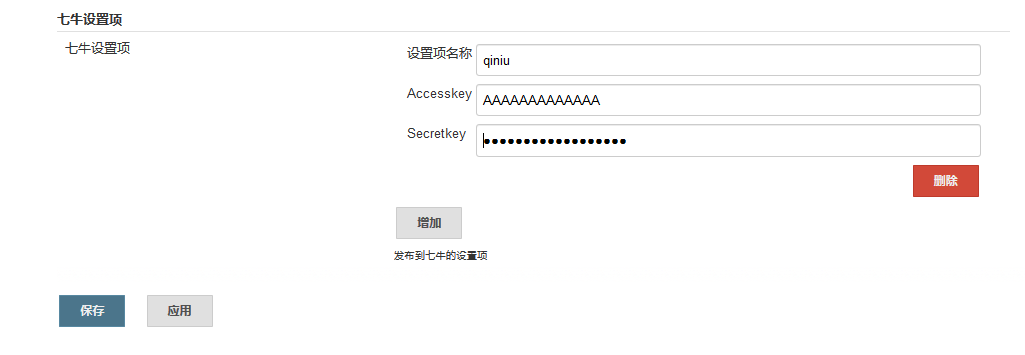 七牛设置项
七牛设置项
设置项名称 qiniu
Accesskey AAAAAAAAAAAAA
Secretkey ••••••••••••••••••
删除
增加
发布到七牛的设置项
保存 应用